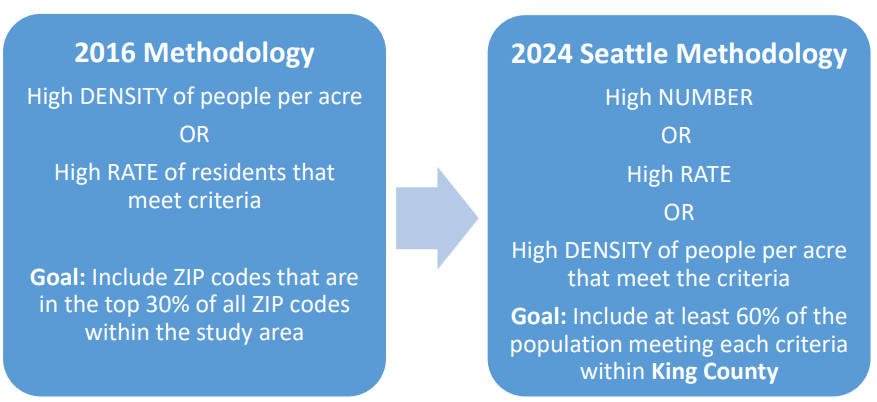 2016 Methodology
High DENSITY of people per acre
OR
High RATE of residents that
meet criteria
Goal: Include ZIP codes that are
in the top 30% of all ZIP codes
within the study area
2024 Seattle Methodology
High NUMBER
OR
High RATE
OR
High DENSITY of people per acre
that meet the criteria
Goal: Include at least 60% of the
population meeting each criteria
within King County